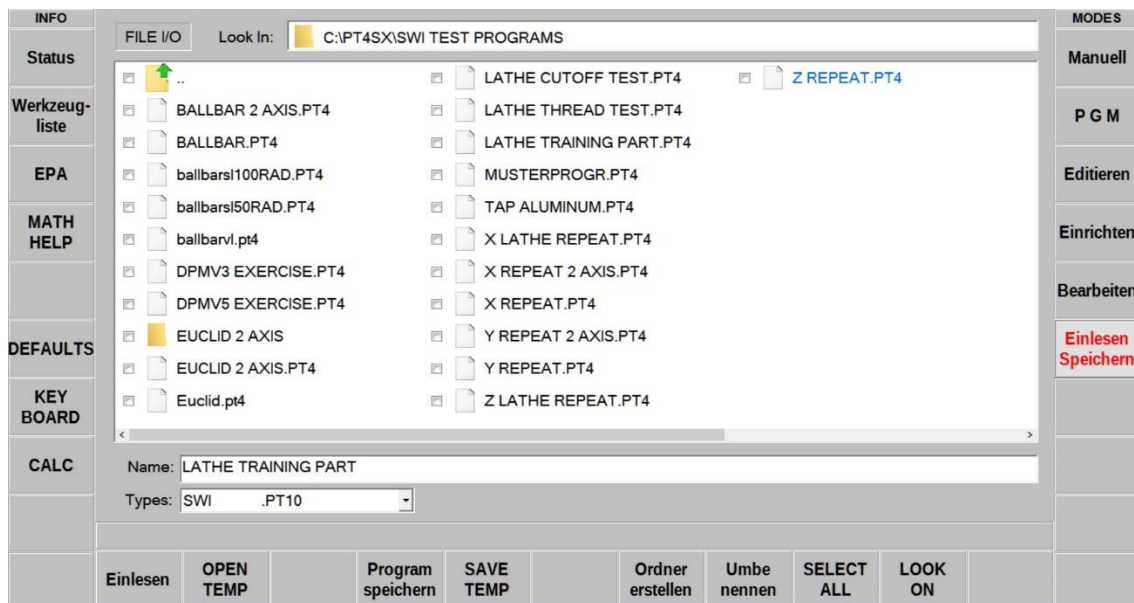 INFO
MODES
FILE I/O
Look In:
C:\PT4SX\SWI TEST PROGRAMS
Status
Werkzeug-
liste
EPA
MATH
HELP
DEFAULTS
KEY
BOARD
CALC
..
BALLBAR 2 AXIS.PT4
BALLBAR.PT4
ballbarsl100RAD.PT4
ballbarsl50RAD.PT4
ballbarvl.pt4
DPMV3 EXERCISE.PT4
DPMV5 EXERCISE.PT4
EUCLID 2 AXIS
EUCLID 2 AXIS.PT4
Euclid.pt4
LATHE CUTOFF TEST.PT4
LATHE THREAD TEST.PT4
LATHE TRAINING PART.PT4
MUSTERPROGR.PT4
TAP ALUMINUM.PT4
X LATHE REPEAT.PT4
X REPEAT 2 AXIS.PT4
X REPEAT.PT4
Y REPEAT 2 AXIS.PT4
Y REPEAT.PT4
Z LATHE REPEAT.PT4
Z REPEAT.PT4
Manuell
P G M
Editieren
Einrichten
Bearbeiten
Einlesen
Speichern
Name: LATHE TRAINING PART
Types: SWI .PT10
Einlesen
OPEN
TEMP
Program
speichern
SAVE
TEMP
Ordner
erstellen
Umbe
nennen
SELECT
ALL
LOOK
ON